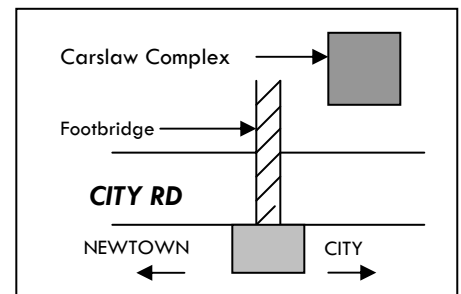 Carslaw Complex
Footbridge
CITY RD
NEWTOWN
CITY